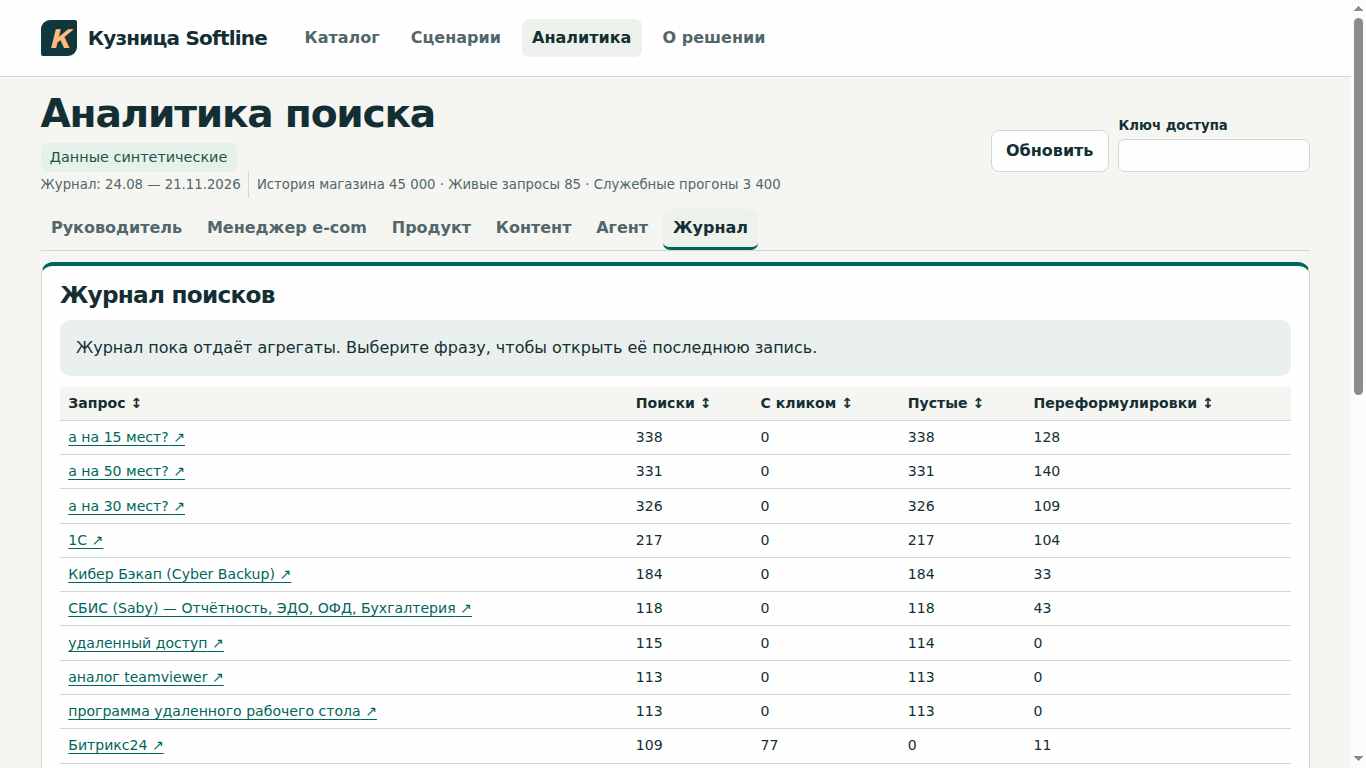 К Кузница Softline Каталог Сценарии Аналитика О решении
Аналитика поиска
Данные синтетические
Журнал: 24.08 — 21.11.2026 История магазина 45 000 · Живые запросы 85 · Служебные прогоны 3 400
Обновить
Ключ доступа
Руководитель Менеджер e-com Продукт Контент Агент Журнал
Журнал поисков
Журнал пока отдаёт агрегаты. Выберите фразу, чтобы открыть её последнюю запись.
Запрос ↕ Поиски ↕ С кликом ↕ Пустые ↕ Переформулировки ↕
а на 15 мест? ↗ 338 0 338 128
а на 50 мест? ↗ 331 0 331 140
а на 30 мест? ↗ 326 0 326 109
1С ↗ 217 0 217 104
Кибер Бэкап (Cyber Backup) ↗ 184 0 184 33
СБИС (Saby) — Отчётность, ЭДО, ОФД, Бухгалтерия ↗ 118 0 118 43
удаленный доступ ↗ 115 0 114 0
аналог teamviewer ↗ 113 0 113 0
программа удаленного рабочего стола ↗ 113 0 113 0
Битрикс24 ↗ 109 77 0 11